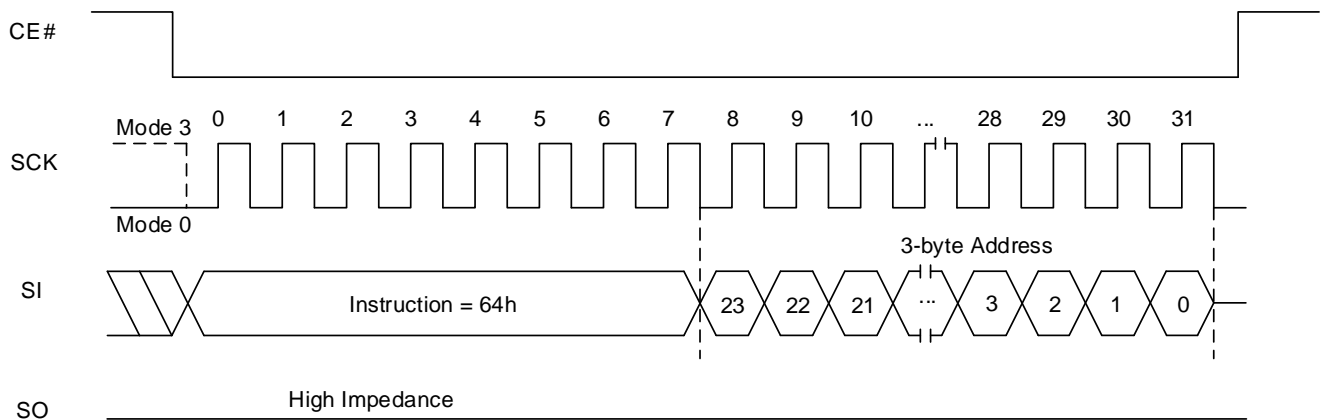 CE#
Mode 3
0 1 2 3 4 5 6 7 8 9 10 ... 28 29 30 31
SCK
Mode 0
3-byte Address
SI
Instruction = 64h
23 22 21 ... 3 2 1 0
High Impedance
SO